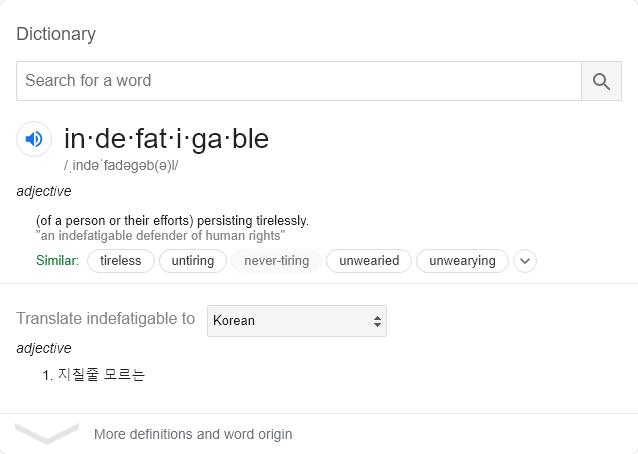 Dictionary
Search for a word
in·de·fat·i·ga·ble
/ˌindəˈfadəɡəb(ə)l/
adjective
(of a person or their efforts) persisting tirelessly.
"an indefatigable defender of human rights"
Similar: tireless untiring never-tiring unwearied unwearying
Translate indefatigable to Korean
adjective
1. 지칠줄 모르는
More definitions and word origin